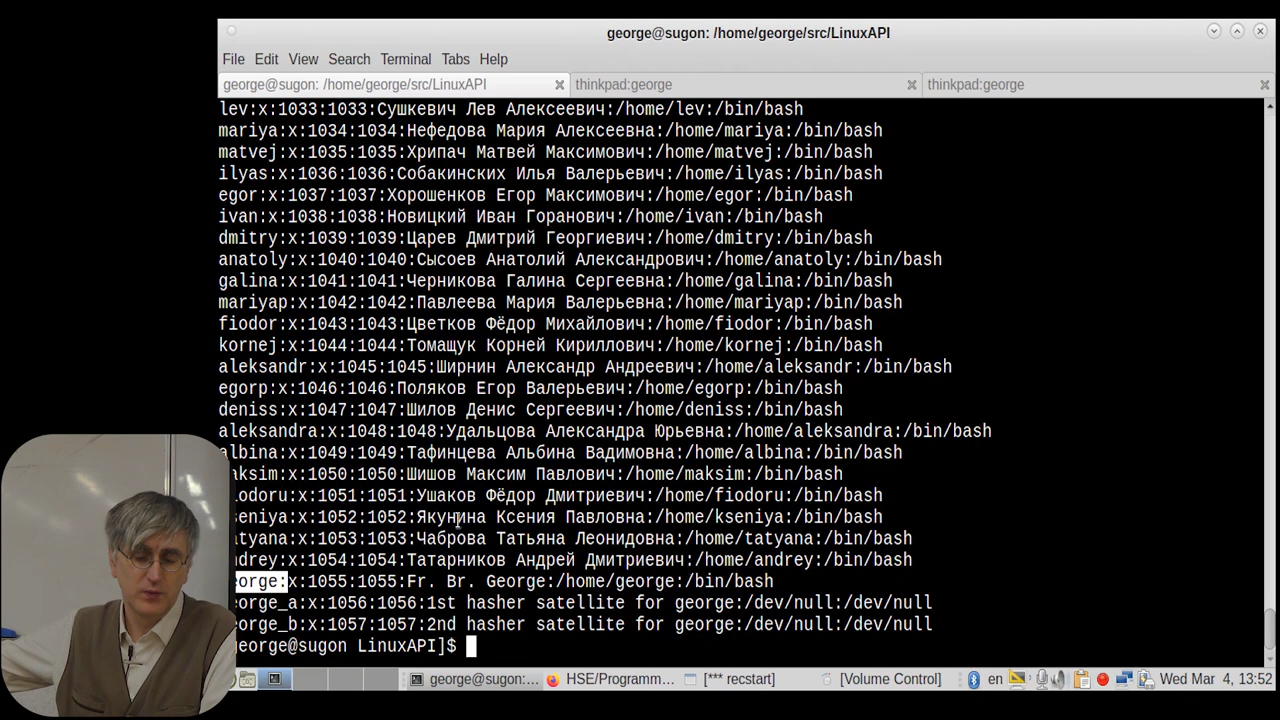 george@sugon: /home/george/src/LinuxAPI
File Edit View Search Terminal Tabs Help
george@sugon: /home/george/src/LinuxAPI thinkpad:george thinkpad:george
lev:x:1033:1033:Сушкевич Лев Алексеевич:/home/lev:/bin/bash
mariya:x:1034:1034:Нефедова Мария Алексеевна:/home/mariya:/bin/bash
matvej:x:1035:1035:Хрипач Матвей Максимович:/home/matvej:/bin/bash
ilyas:x:1036:1036:Собакинских Илья Валерьевич:/home/ilyas:/bin/bash
egor:x:1037:1037:Хорошенков Егор Максимович:/home/egor:/bin/bash
ivan:x:1038:1038:Новицкий Иван Горанович:/home/ivan:/bin/bash
dmitry:x:1039:1039:Царев Дмитрий Георгиевич:/home/dmitry:/bin/bash
anatoly:x:1040:1040:Сысоев Анатолий Александрович:/home/anatoly:/bin/bash
galina:x:1041:1041:Черникова Галина Сергеевна:/home/galina:/bin/bash
mariyap:x:1042:1042:Павлеева Мария Валерьевна:/home/mariyap:/bin/bash
fiodor:x:1043:1043:Цветков Фёдор Михайлович:/home/fiodor:/bin/bash
kornej:x:1044:1044:Томащук Корней Кириллович:/home/kornej:/bin/bash
aleksandr:x:1045:1045:Ширнин Александр Андреевич:/home/aleksandr:/bin/bash
egorp:x:1046:1046:Поляков Егор Валерьевич:/home/egorp:/bin/bash
deniss:x:1047:1047:Шилов Денис Сергеевич:/home/deniss:/bin/bash
aleksandra:x:1048:1048:Удальцова Александра Юрьевна:/home/aleksandra:/bin/bash
albina:x:1049:1049:Тафинцева Альбина Вадимовна:/home/albina:/bin/bash
aksim:x:1050:1050:Шишов Максим Павлович:/home/maksim:/bin/bash
iodoru:x:1051:1051:Ушаков Фёдор Дмитриевич:/home/fiodoru:/bin/bash
seniya:x:1052:1052:Якунина Ксения Павловна:/home/kseniya:/bin/bash
atyana:x:1053:1053:Чаброва Татьяна Леонидовна:/home/tatyana:/bin/bash
ndrey:x:1054:1054:Татарников Андрей Дмитриевич:/home/andrey:/bin/bash
eorge:x:1055:1055:Fr. Br. George:/home/george:/bin/bash
eorge_a:x:1056:1056:1st hasher satellite for george:/dev/null:/dev/null
eorge_b:x:1057:1057:2nd hasher satellite for george:/dev/null:/dev/null
george@sugon LinuxAPI]$
george@sugon:... HSE/Programm... [*** recstart] [Volume Control] en Wed Mar 4, 13:52